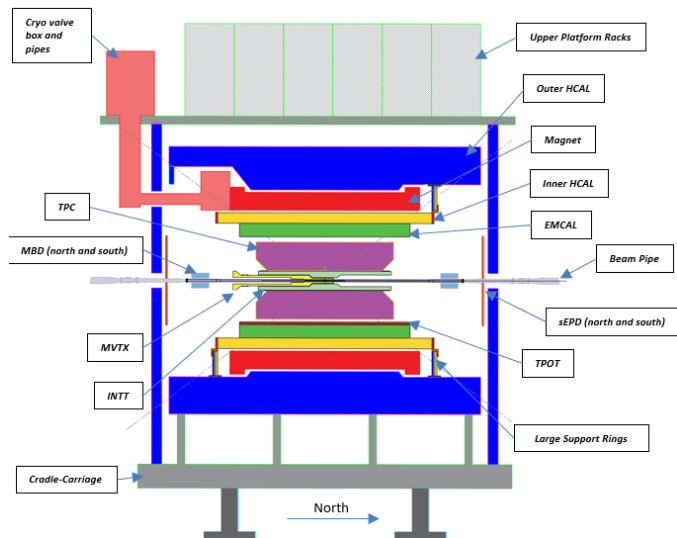 Cryo valve
box and
pipes
Upper Platform Racks
Outer HCAL
Magnet
Inner HCAL
TPC
EMCAL
MBD (north and south)
Beam Pipe
sEPD (north and south)
MVTX
TPOT
INTT
Large Support Rings
Cradle-Carriage
North